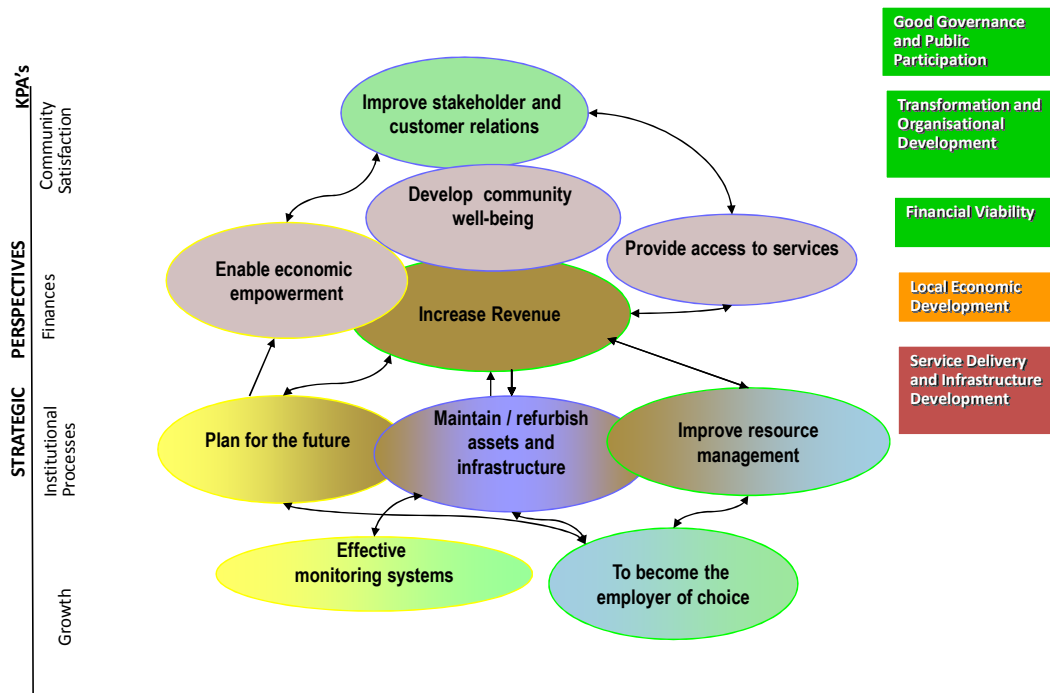 KPA's
STRATEGIC PERSPECTIVES
Community
Satisfaction
Finances
Institutional
Processes
Growth
Improve stakeholder and
customer relations
Develop community
well-being
Provide access to services
Enable economic
empowerment
Increase Revenue
Plan for the future
Maintain / refurbish
assets and
infrastructure
Improve resource
management
Effective
monitoring systems
To become the
employer of choice
Good Governance
and Public
Participation
Transformation and
Organisational
Development
Financial Viability
Local Economic
Development
Service Delivery
and Infrastructure
Development